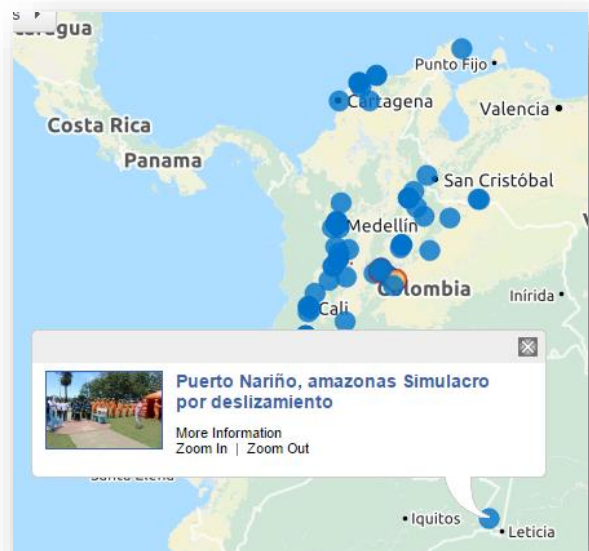 s
Punto Fijo
Cartagena
Valencia
Costa Rica
Panama
San Cristóbal
Medellín
Colombia
Inírida
Cali
Puerto Nariño, amazonas Simulacro
por deslizamiento
More Information
Zoom In | Zoom Out
Iquitos
Leticia